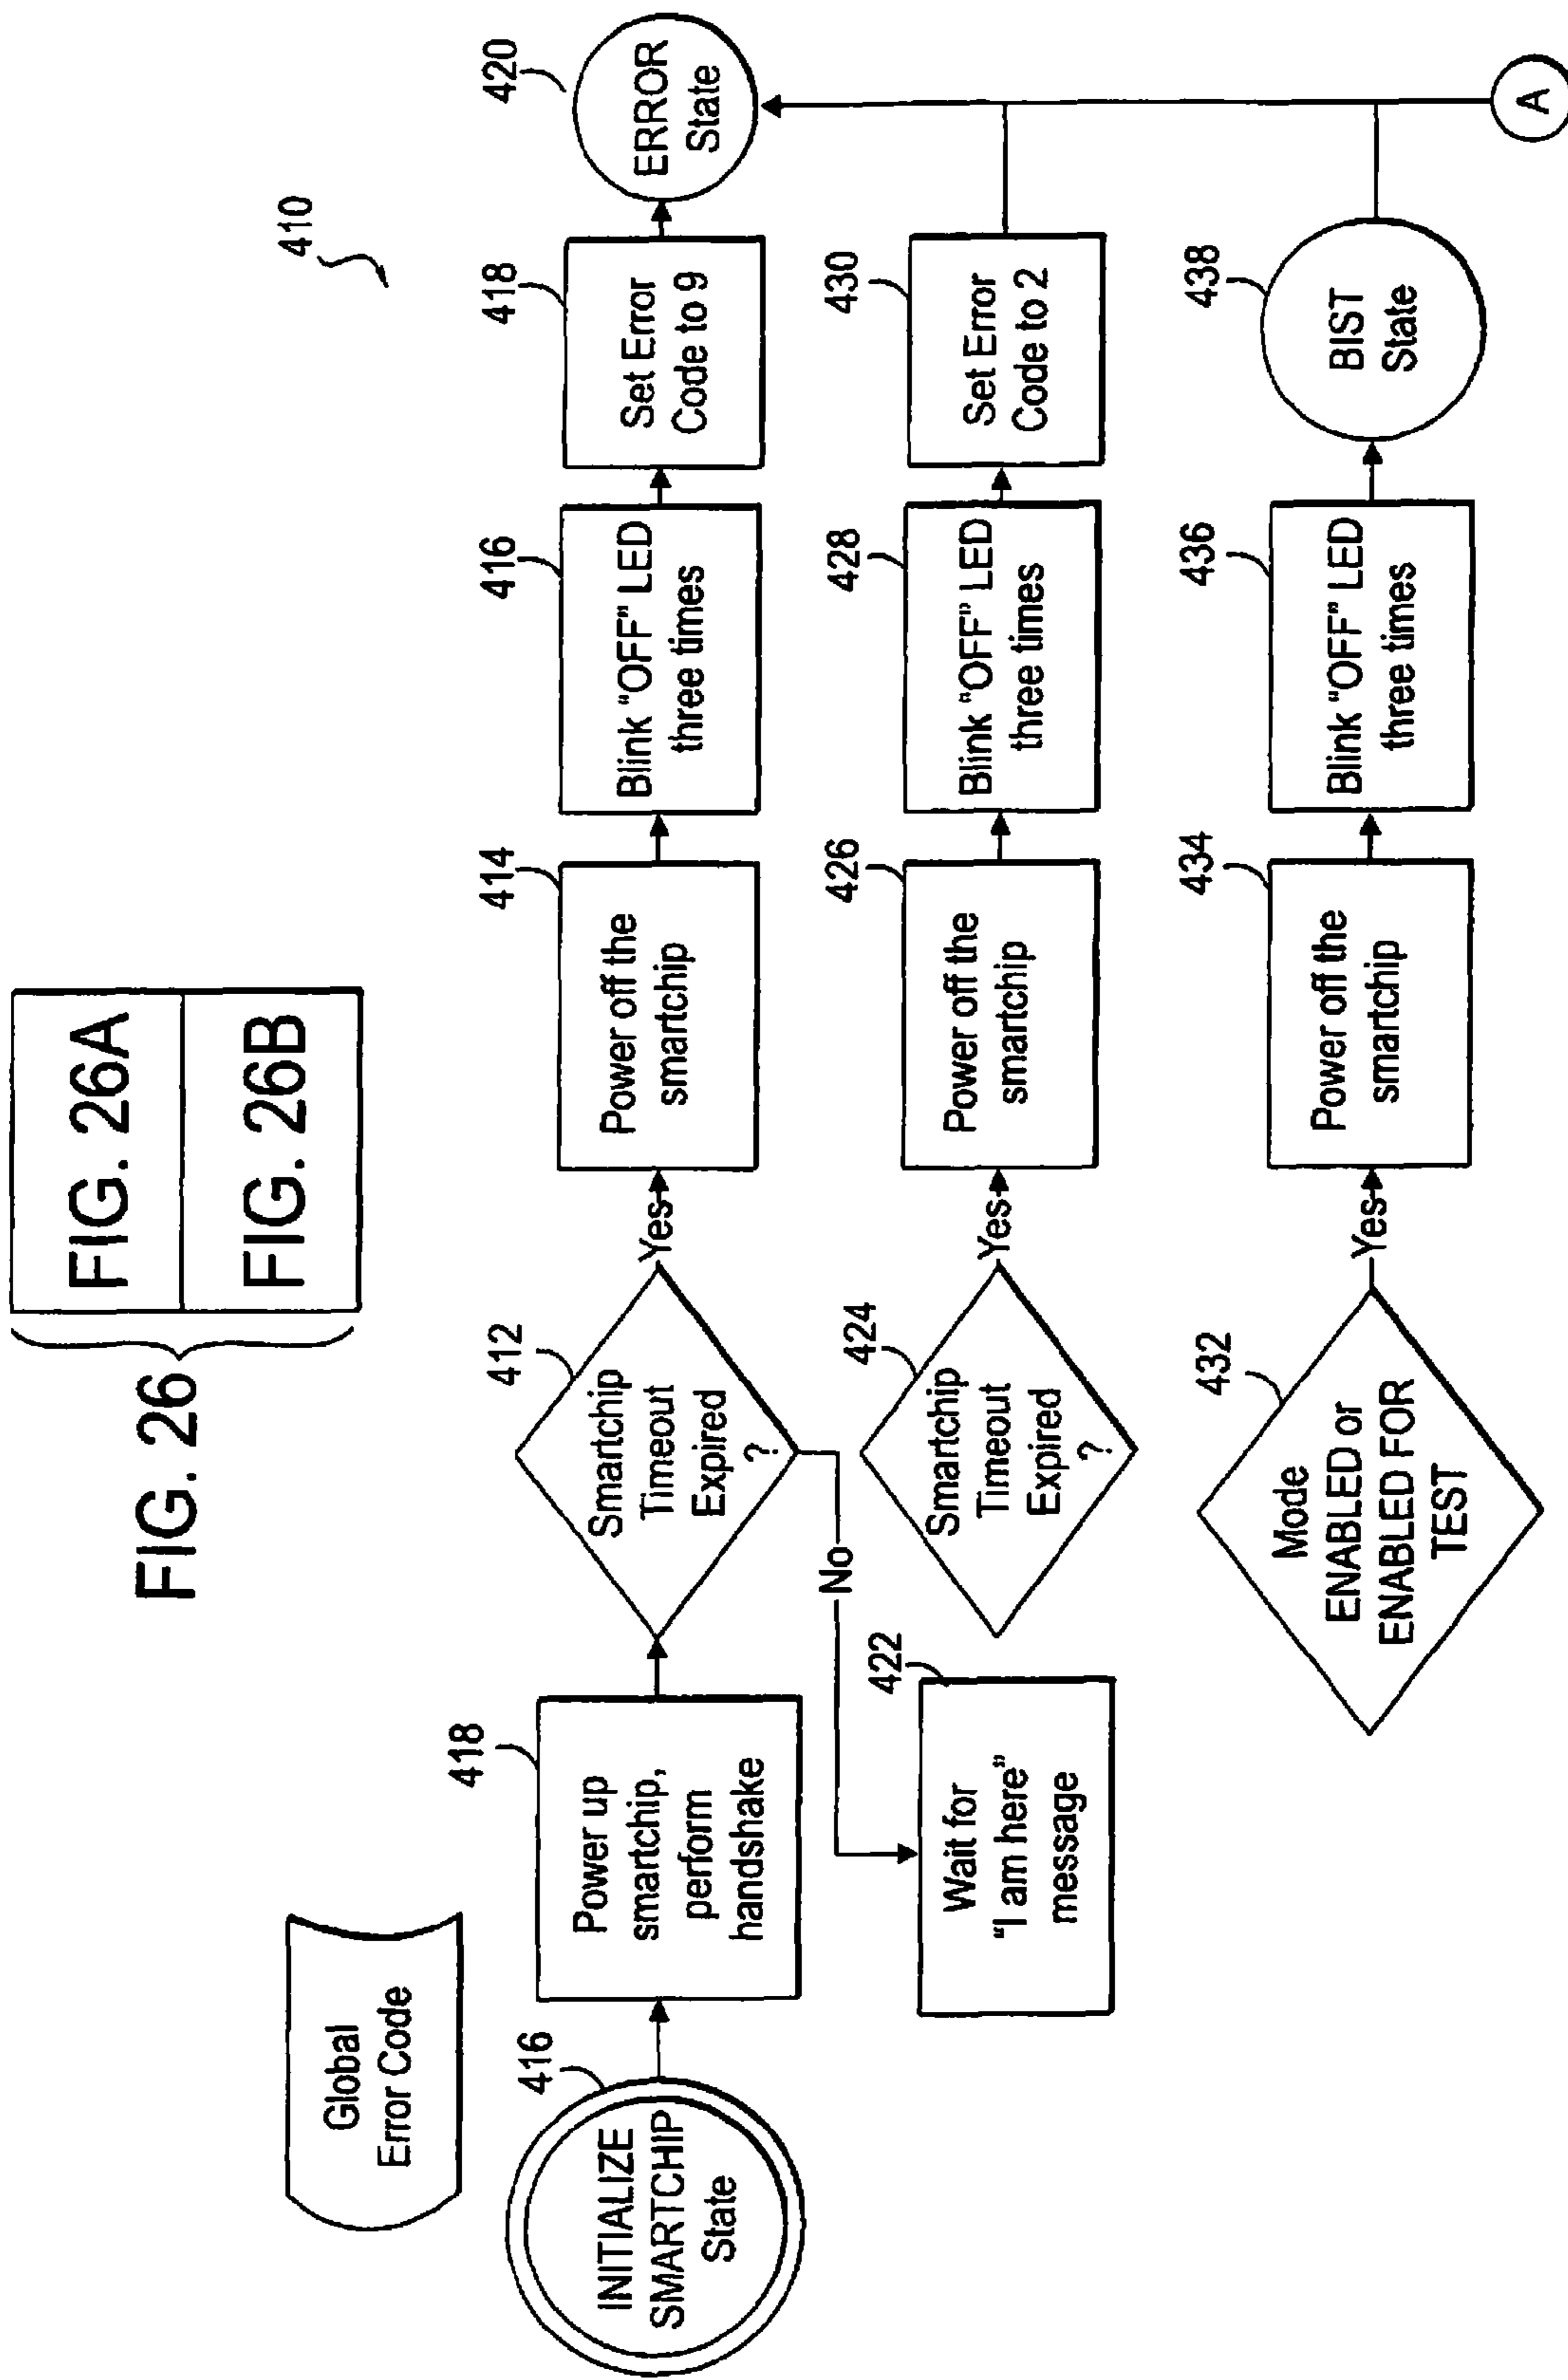 FIG. 26
FIG. 26A
FIG. 26B
410
Global
Error Code
416
INITIALIZE
SMARTCHIP
State
418
Power up
smartchip,
perform
handshake
412
Smartchip
Timeout
Expired
?
Yes
414
Power off the
smartchip
416
Blink "OFF" LED
three times
418
Set Error
Code to 9
420
ERROR
State
No
422
Wait for
"I am here"
message
424
Smartchip
Timeout
Expired
?
Yes
426
Power off the
smartchip
428
Blink "OFF" LED
three times
430
Set Error
Code to 2
432
Mode
ENABLED or
ENABLED FOR
TEST
Yes
434
Power off the
smartchip
436
Blink "OFF" LED
three times
438
BIST
State
A